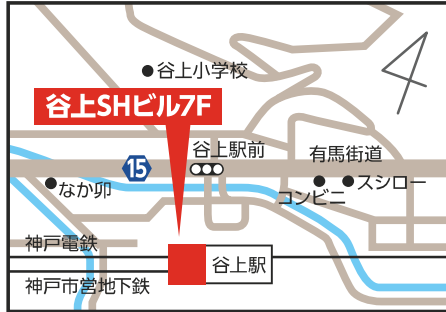 谷上小学校
谷上SHビル7F
谷上駅前
有馬街道
15
なか卯
コンビニ
スシロー
神戸電鉄
谷上駅
神戸市営地下鉄